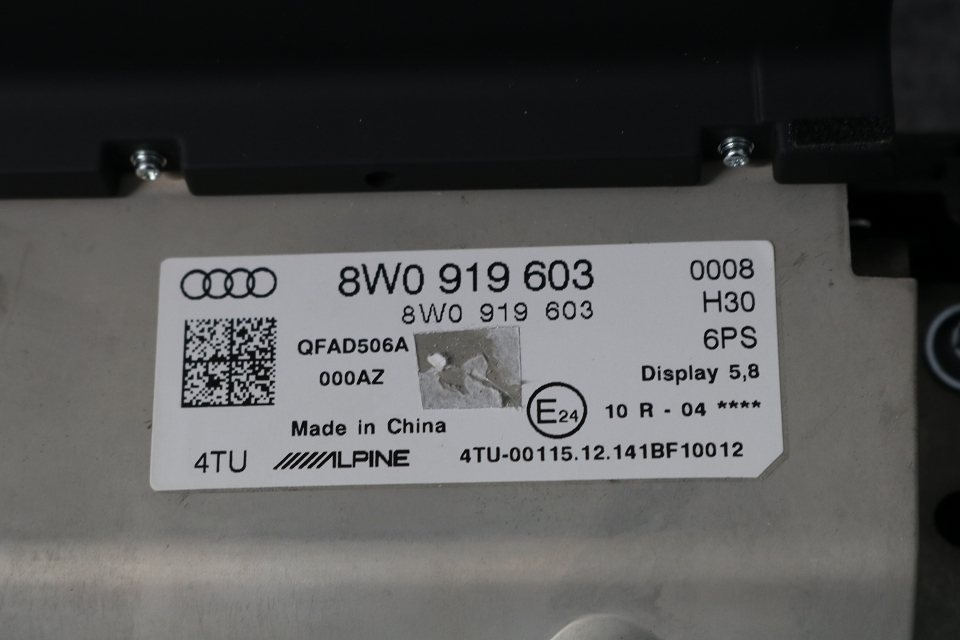 8W0 919 603
0008
8W0 919 603
H30
QFAD506A
6PS
000AZ
Display 5,8
E24
10 R - 04 ****
Made in China
4TU
ALPINE
4TU-00115.12.141BF10012